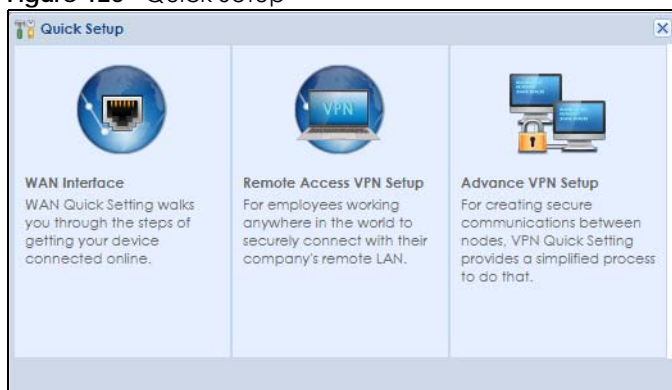 Quick Setup
VPN
WAN Interface
WAN Quick Setting walks
you through the steps of
getting your device
connected online.
Remote Access VPN Setup
For employees working
anywhere in the world to
securely connect with their
company's remote LAN.
Advance VPN Setup
For creating secure
communications between
nodes, VPN Quick Setting
provides a simplified process
to do that.